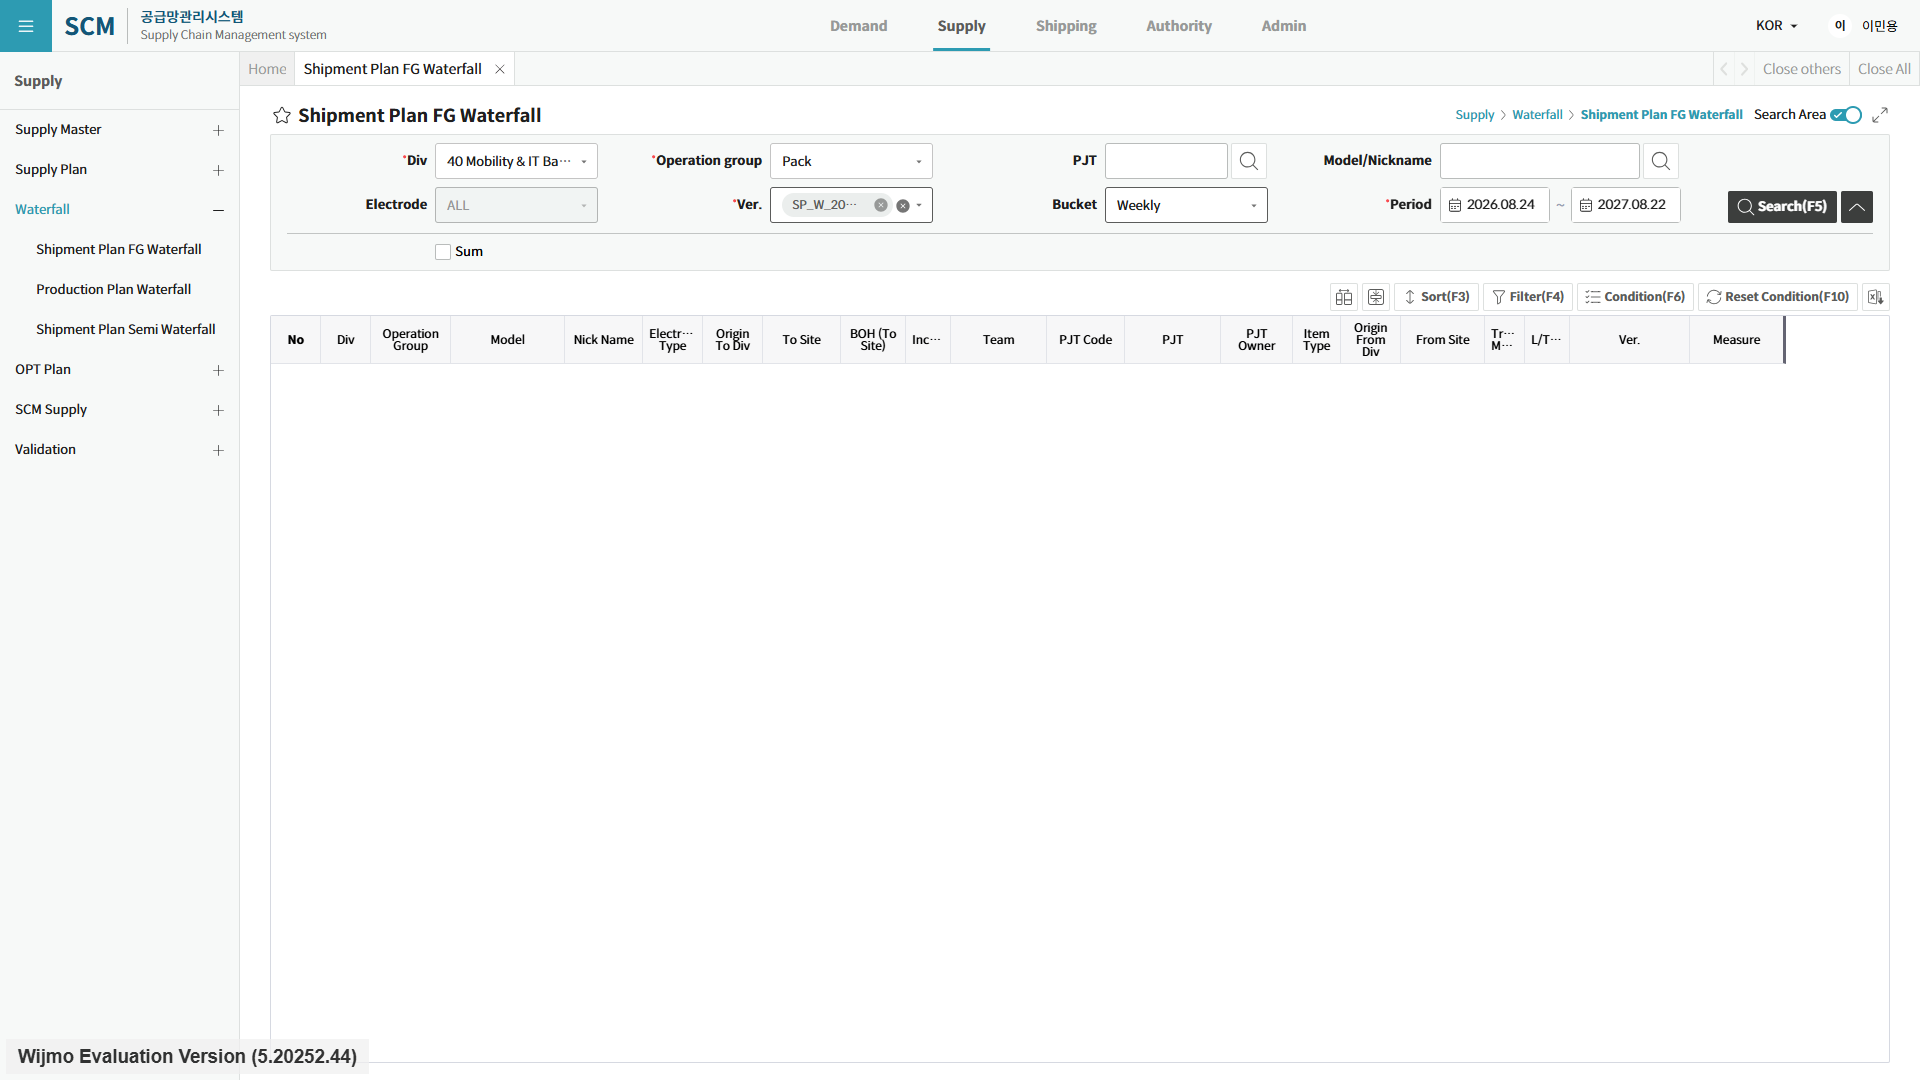 SCM
공급망관리시스템
Supply Chain Management system
Demand
Supply
Shipping
Authority
Admin
KOR
이
이민용
Supply
Home
Shipment Plan FG Waterfall
Close others
Close All
Supply Master
Supply Plan
Waterfall
Shipment Plan FG Waterfall
Production Plan Waterfall
Shipment Plan Semi Waterfall
OPT Plan
SCM Supply
Validation
Shipment Plan FG Waterfall
Supply > Waterfall > Shipment Plan FG Waterfall
Search Area
*Div
40 Mobility & IT Ba···
*Operation group
Pack
PJT
Model/Nickname
Electrode
ALL
*Ver.
SP_W_20···
Bucket
Weekly
*Period
2026.08.24
~
2027.08.22
Search(F5)
Sum
Sort(F3)
Filter(F4)
Condition(F6)
Reset Condition(F10)
No
Div
Operation
Group
Model
Nick Name
Electr···
Type
Origin
To Div
To Site
BOH (To
Site)
Inc···
Team
PJT Code
PJT
PJT
Owner
Item
Type
Origin
From
Div
From Site
Tr···
M···
L/T···
Ver.
Measure
Wijmo Evaluation Version (5.20252.44)